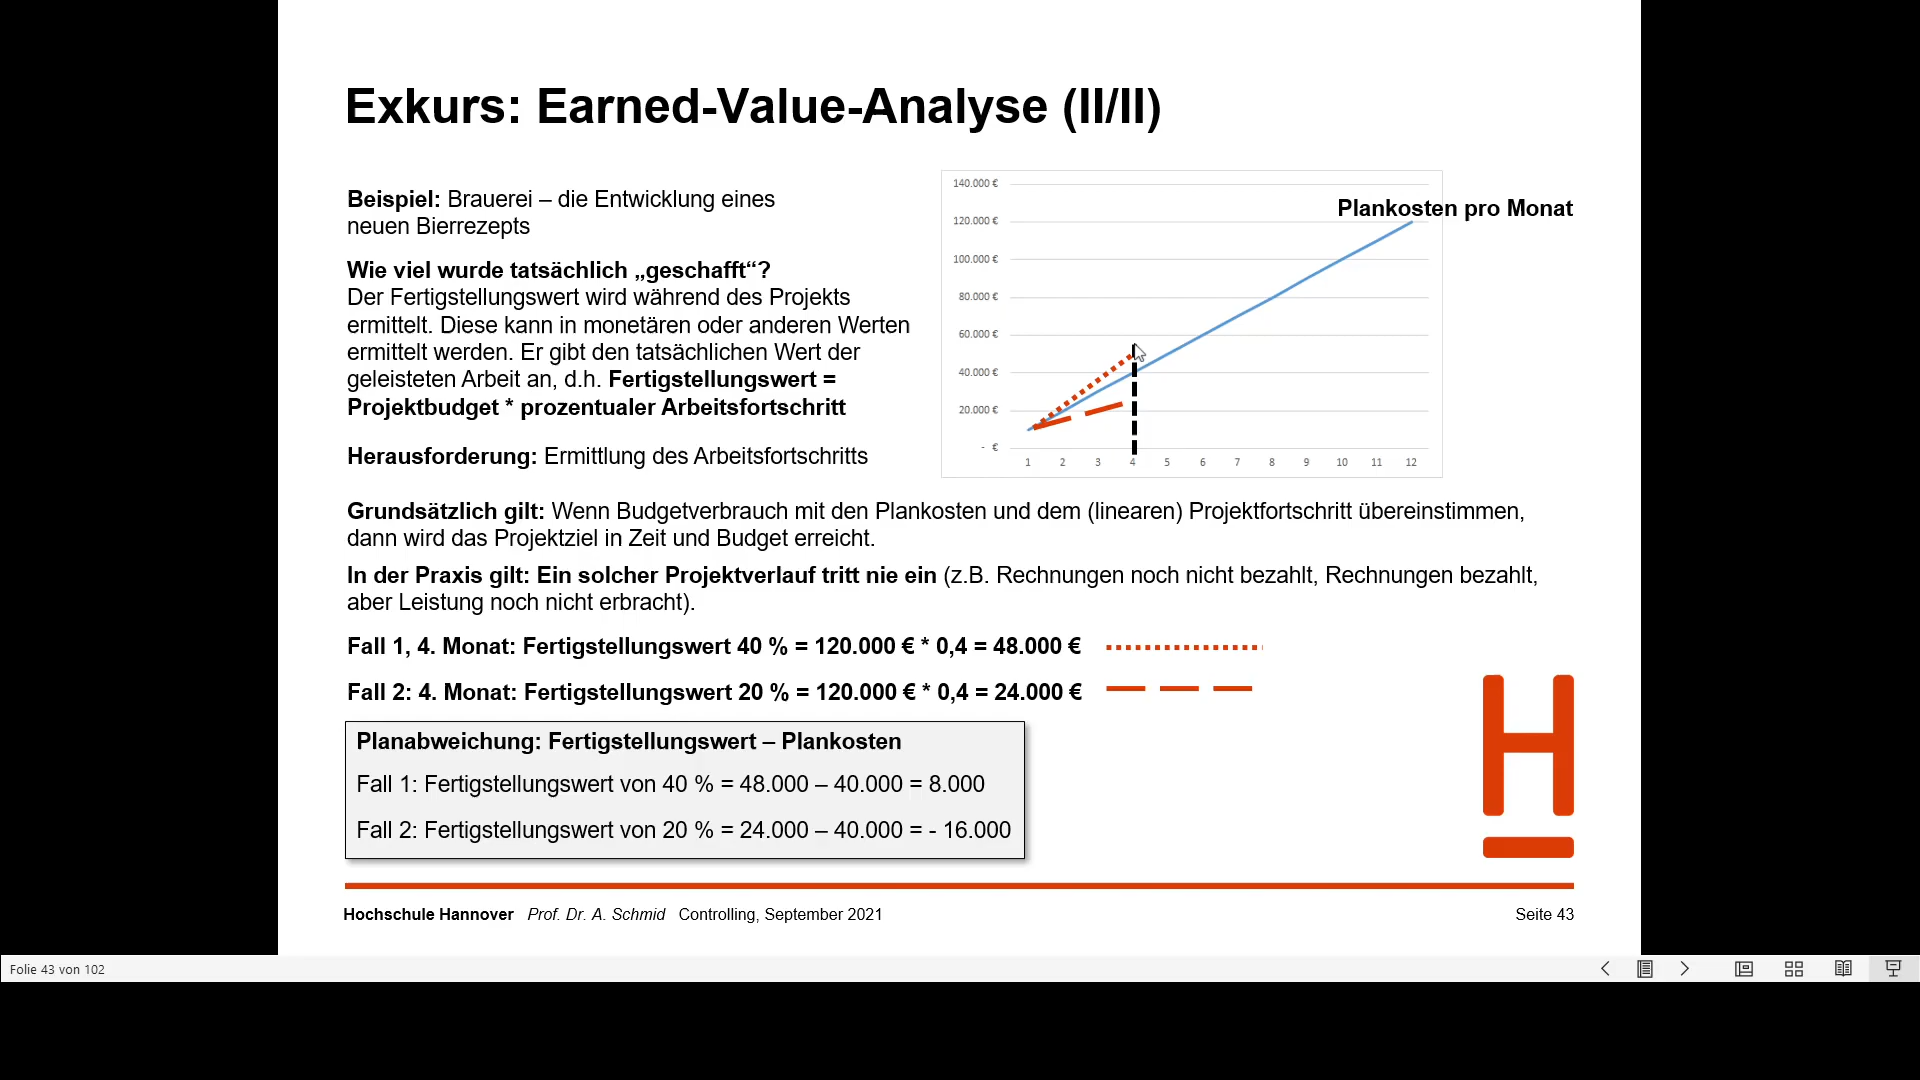 Exkurs: Earned-Value-Analyse (II/II)
Beispiel: Brauerei – die Entwicklung eines
neuen Bierrezepts
Wie viel wurde tatsächlich „geschafft“?
Der Fertigstellungswert wird während des Projekts
ermittelt. Diese kann in monetären oder anderen Werten
ermittelt werden. Er gibt den tatsächlichen Wert der
geleisteten Arbeit an, d.h. Fertigstellungswert =
Projektbudget * prozentualer Arbeitsfortschritt
Herausforderung: Ermittlung des Arbeitsfortschritts
Plankosten pro Monat
140.000 €
120.000 €
100.000 €
80.000 €
60.000 €
40.000 €
20.000 €
- €
1 2 3 4 5 6 7 8 9 10 11 12
Grundsätzlich gilt: Wenn Budgetverbrauch mit den Plankosten und dem (linearen) Projektfortschritt übereinstimmen,
dann wird das Projektziel in Zeit und Budget erreicht.
In der Praxis gilt: Ein solcher Projektverlauf tritt nie ein (z.B. Rechnungen noch nicht bezahlt, Rechnungen bezahlt,
aber Leistung noch nicht erbracht).
Fall 1, 4. Monat: Fertigstellungswert 40 % = 120.000 € * 0,4 = 48.000 €
Fall 2: 4. Monat: Fertigstellungswert 20 % = 120.000 € * 0,4 = 24.000 €
Planabweichung: Fertigstellungswert – Plankosten
Fall 1: Fertigstellungswert von 40 % = 48.000 – 40.000 = 8.000
Fall 2: Fertigstellungswert von 20 % = 24.000 – 40.000 = - 16.000
H
Hochschule Hannover Prof. Dr. A. Schmid Controlling, September 2021
Seite 43
Folie 43 von 102